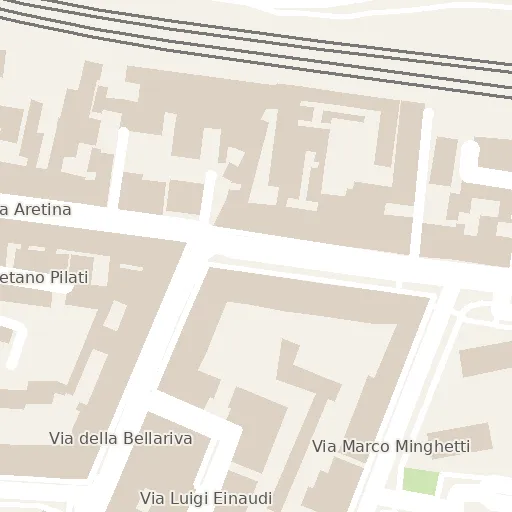 a Aretina
etano Pilati
Via della Bellariva
Via Marco Minghetti
Via Luigi Einaudi